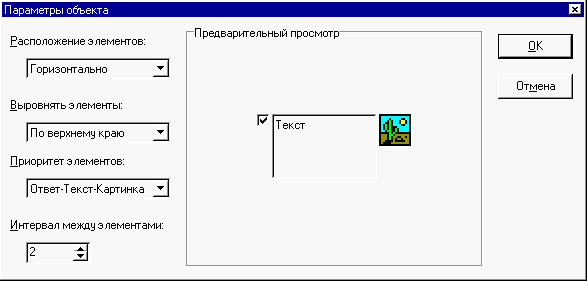 Параметры объекта
Расположение элементов:
Горизонтально
Выровнять элементы:
По верхнему краю
Приоритет элементов:
Ответ-Текст-Картинка
Интервал между элементами:
2
Предварительный просмотр
Текст
OK
Отмена